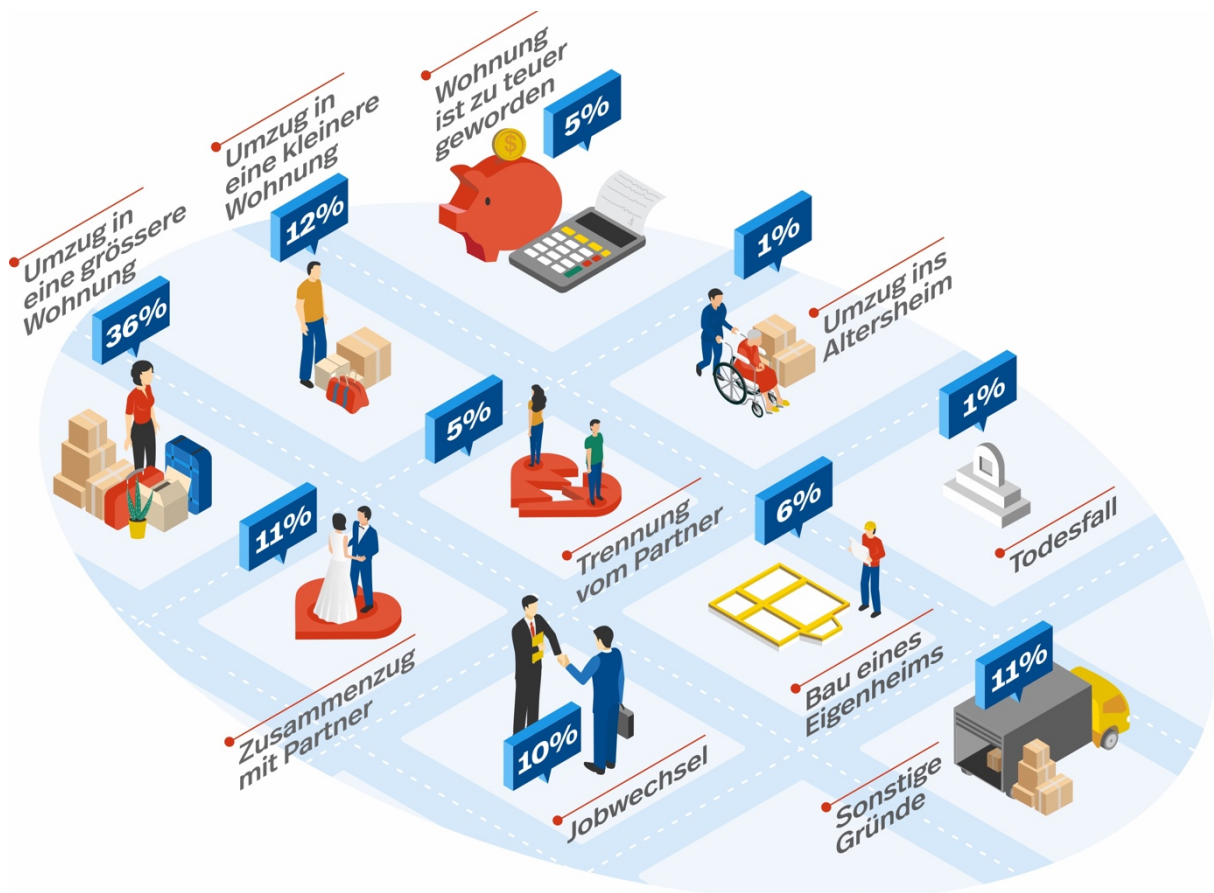 Wohnung
ist zu teuer
geworden
5%
Umzug in
eine kleinere
Wohnung
12%
Umzug in
eine grössere
Wohnung
36%
1%
Umzug ins
Altersheim
5%
Trennung
vom Partner
1%
Todesfall
11%
Zusammenzug
mit Partner
6%
Bau eines
Eigenheims
10%
Jobwechsel
11%
Sonstige
Gründe
$